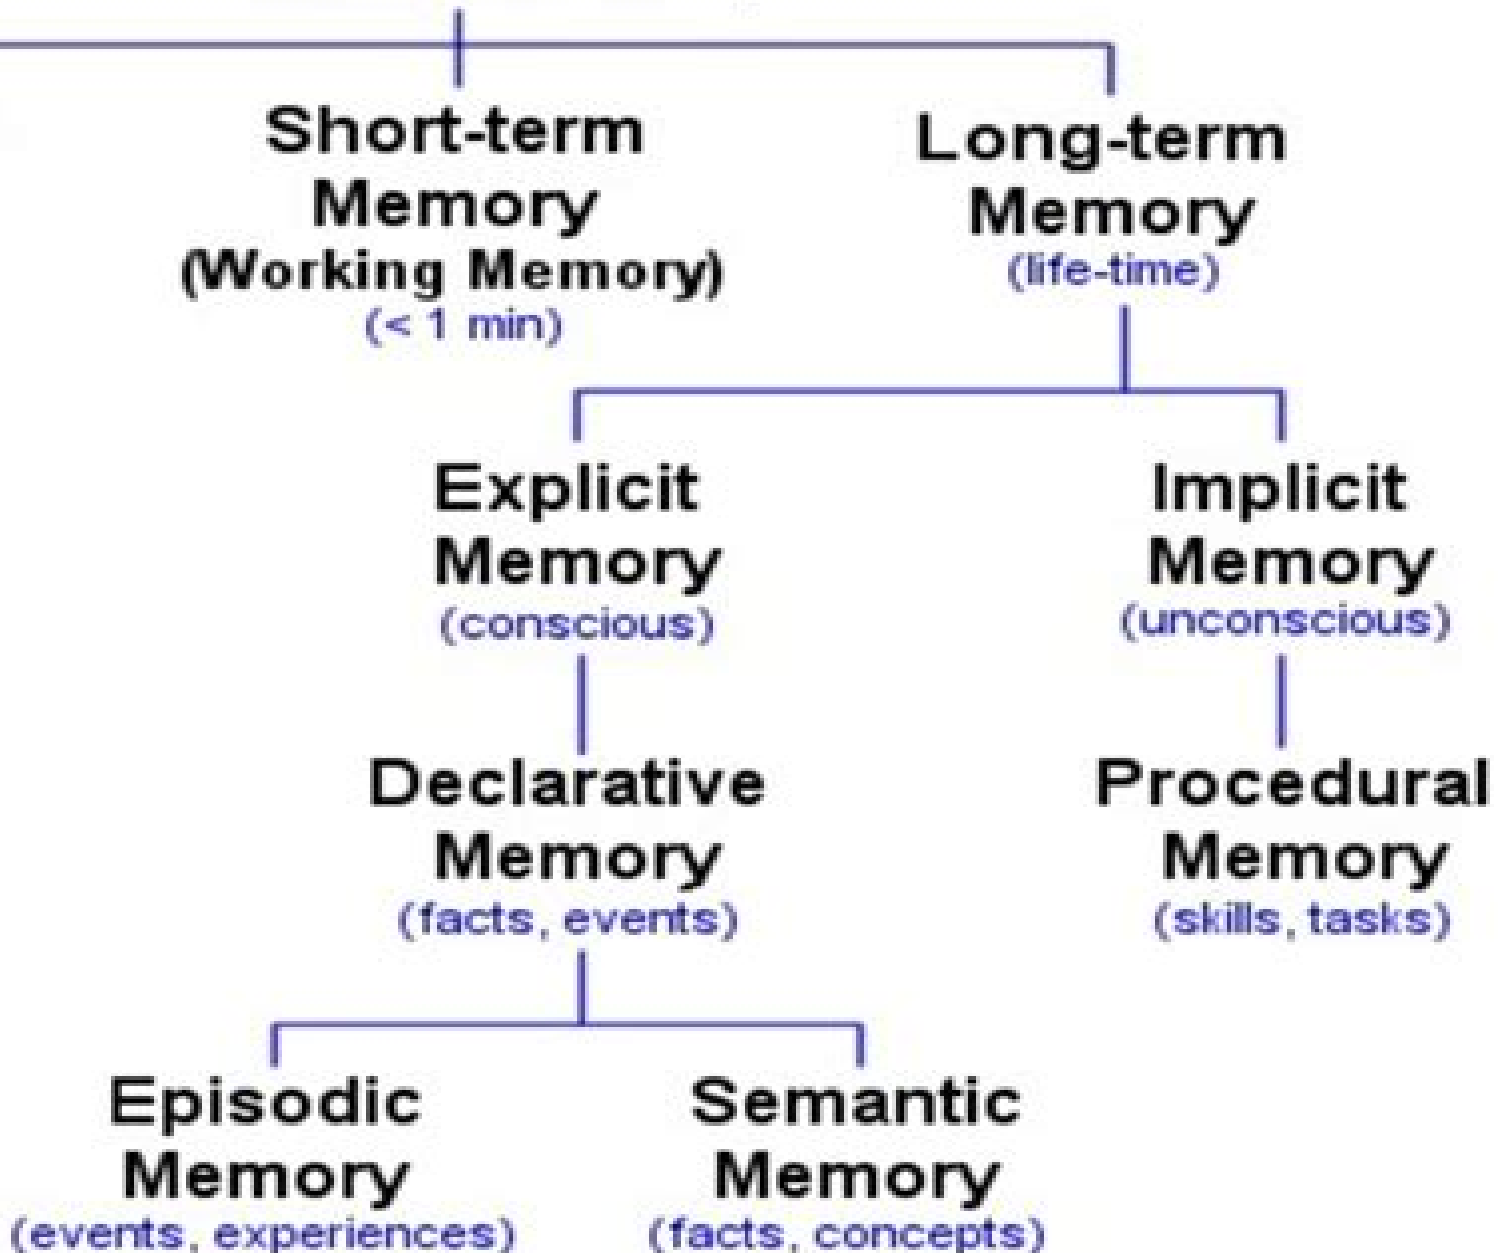 Short-term
Memory
(Working Memory)
(< 1 min)
Long-term
Memory
(life-time)
Explicit
Memory
(conscious)
Implicit
Memory
(unconscious)
Declarative
Memory
(facts, events)
Procedural
Memory
(skills, tasks)
Episodic
Memory
(events, experiences)
Semantic
Memory
(facts, concepts)